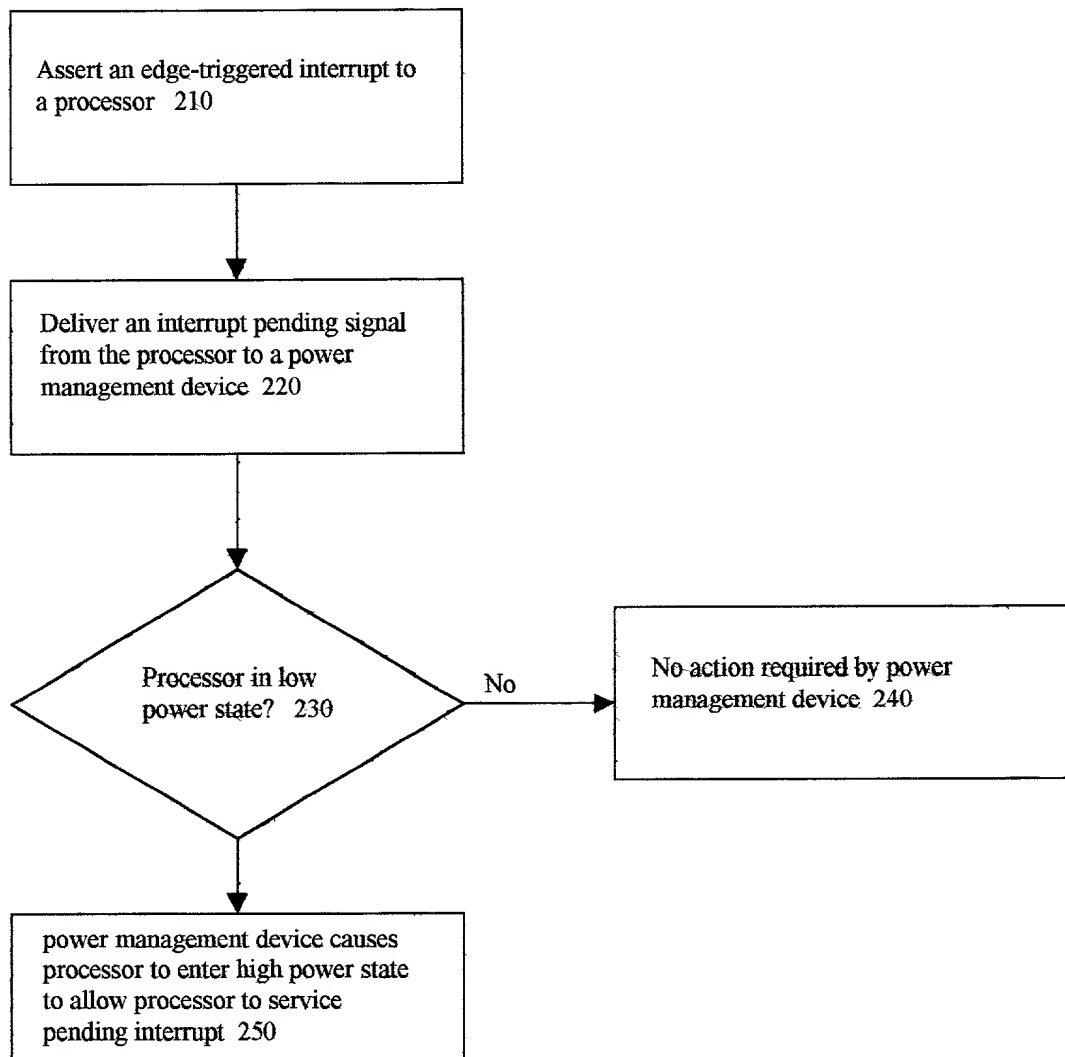 Assert an edge-triggered interrupt to
a processor 210
Deliver an interrupt pending signal
from the processor to a power
management device 220
Processor in low
power state? 230
No
No action required by power
management device 240
power management device causes
processor to enter high power state
to allow processor to service
pending interrupt 250